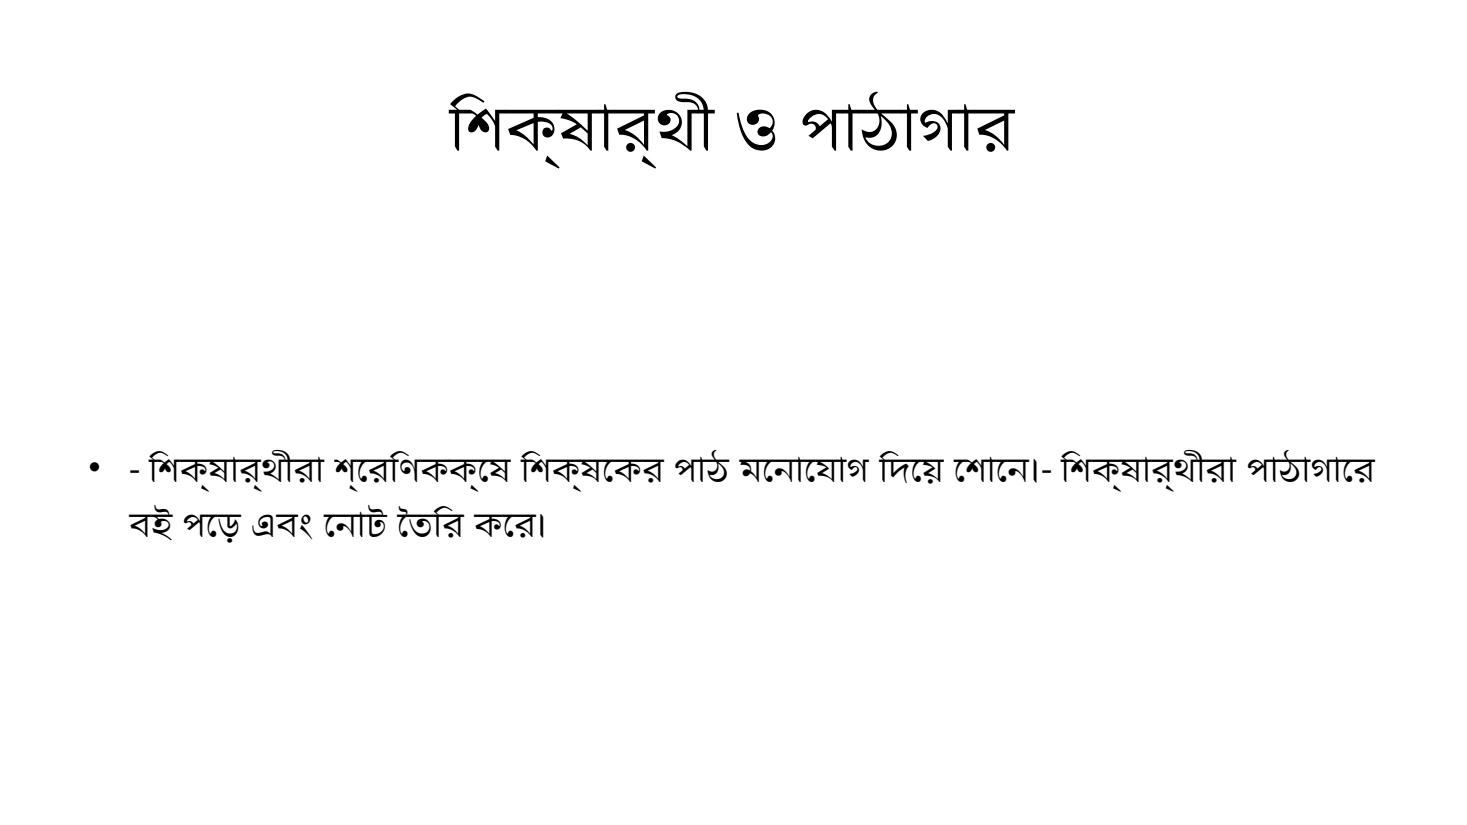 শিক্ষার্থী ও পাঠাগার
• - শিক্ষার্থীরা শ্রেণিকক্ষে শিক্ষকের পাঠ মনোযোগ দিয়ে শোনে।- শিক্ষার্থীরা পাঠাগারে
বই পড়ে এবং নোট তৈরি করে।